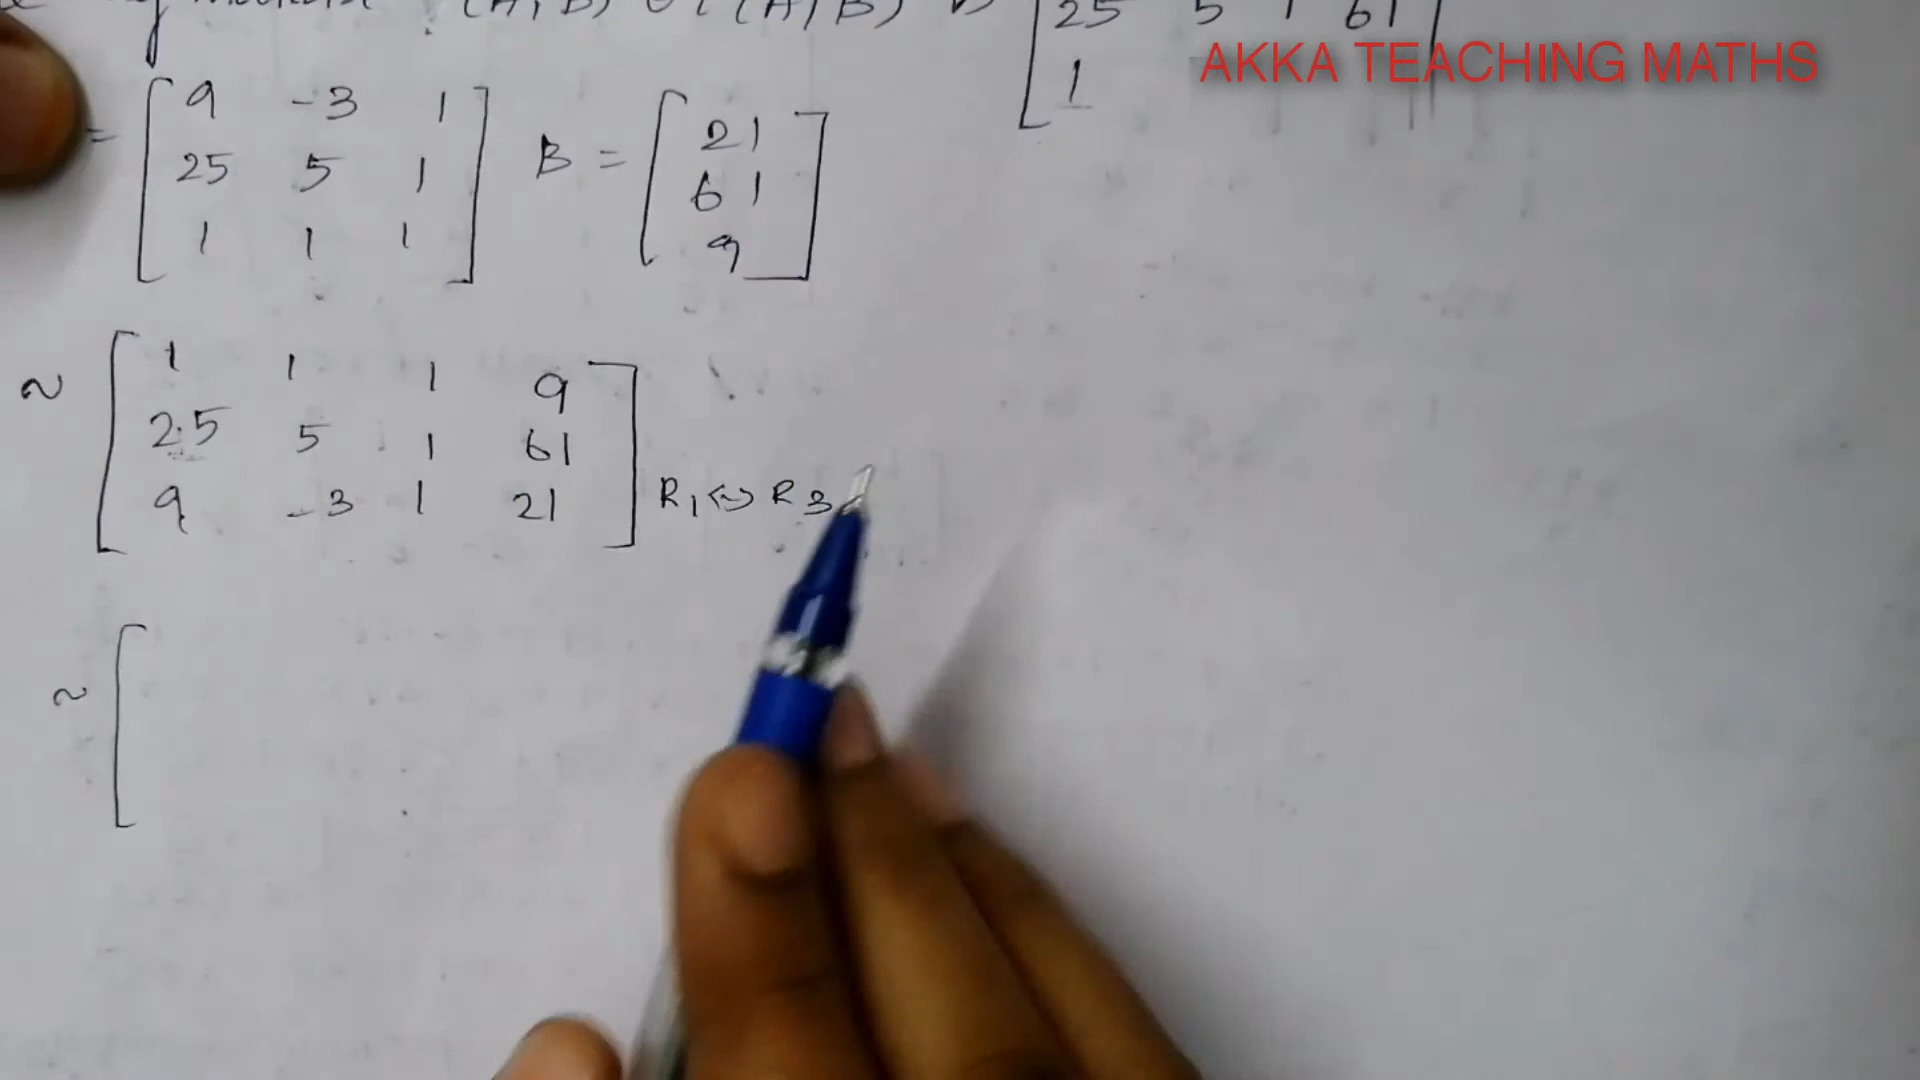 (A, B) or (A/B)
25 5 1 61
AKKA TEACHING MATHS
1
= [ 9 -3 1 ] B = [ 21 ]
25 5 1 61
1 1 1 9
~ [ 1 1 1 9 ]
25 5 1 61
9 -3 1 21 R1 <-> R3
~ [